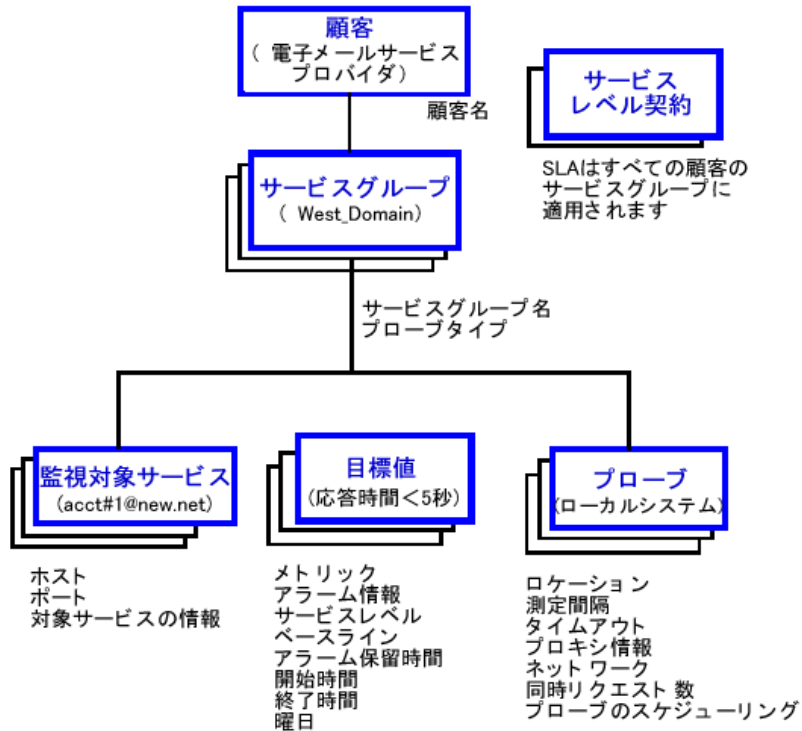 顧客
( 電子メールサービス
プロバイダ)
顧客名
サービス
レベル契約
SLAはすべての顧客の
サービスグループに
適用されます
サービスグループ
( West_Domain)
サービスグループ名
プローブタイプ
監視対象サービス
(acct#1@new.net)
ホスト
ポート
対象サービスの情報
目標値
(応答時間<5秒)
メトリック
アラーム情報
サービスレベル
ベースライン
アラーム保留時間
開始時間
終了時間
曜日
プローブ
(ローカルシステム)
ロケーション
測定間隔
タイムアウト
プロキシ情報
ネットワーク
同時リクエスト数
プローブのスケジューリング